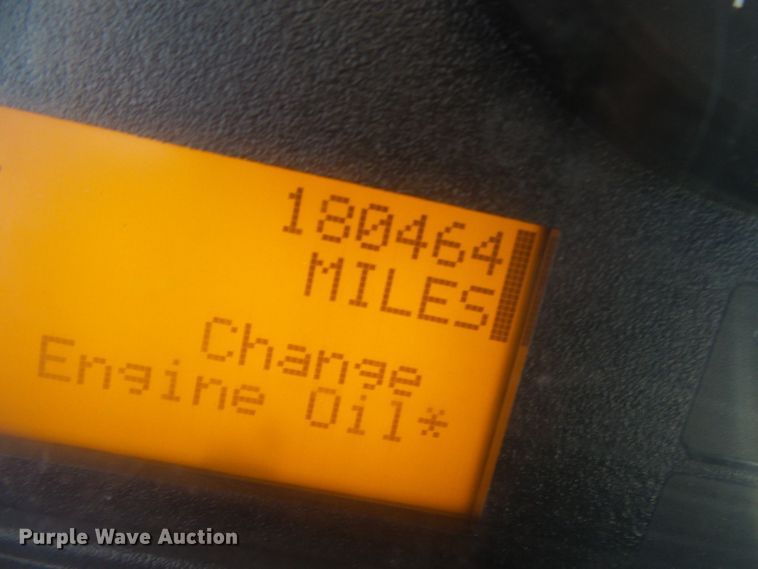 180464
MILES
Change
Engine Oil*
Purple Wave Auction